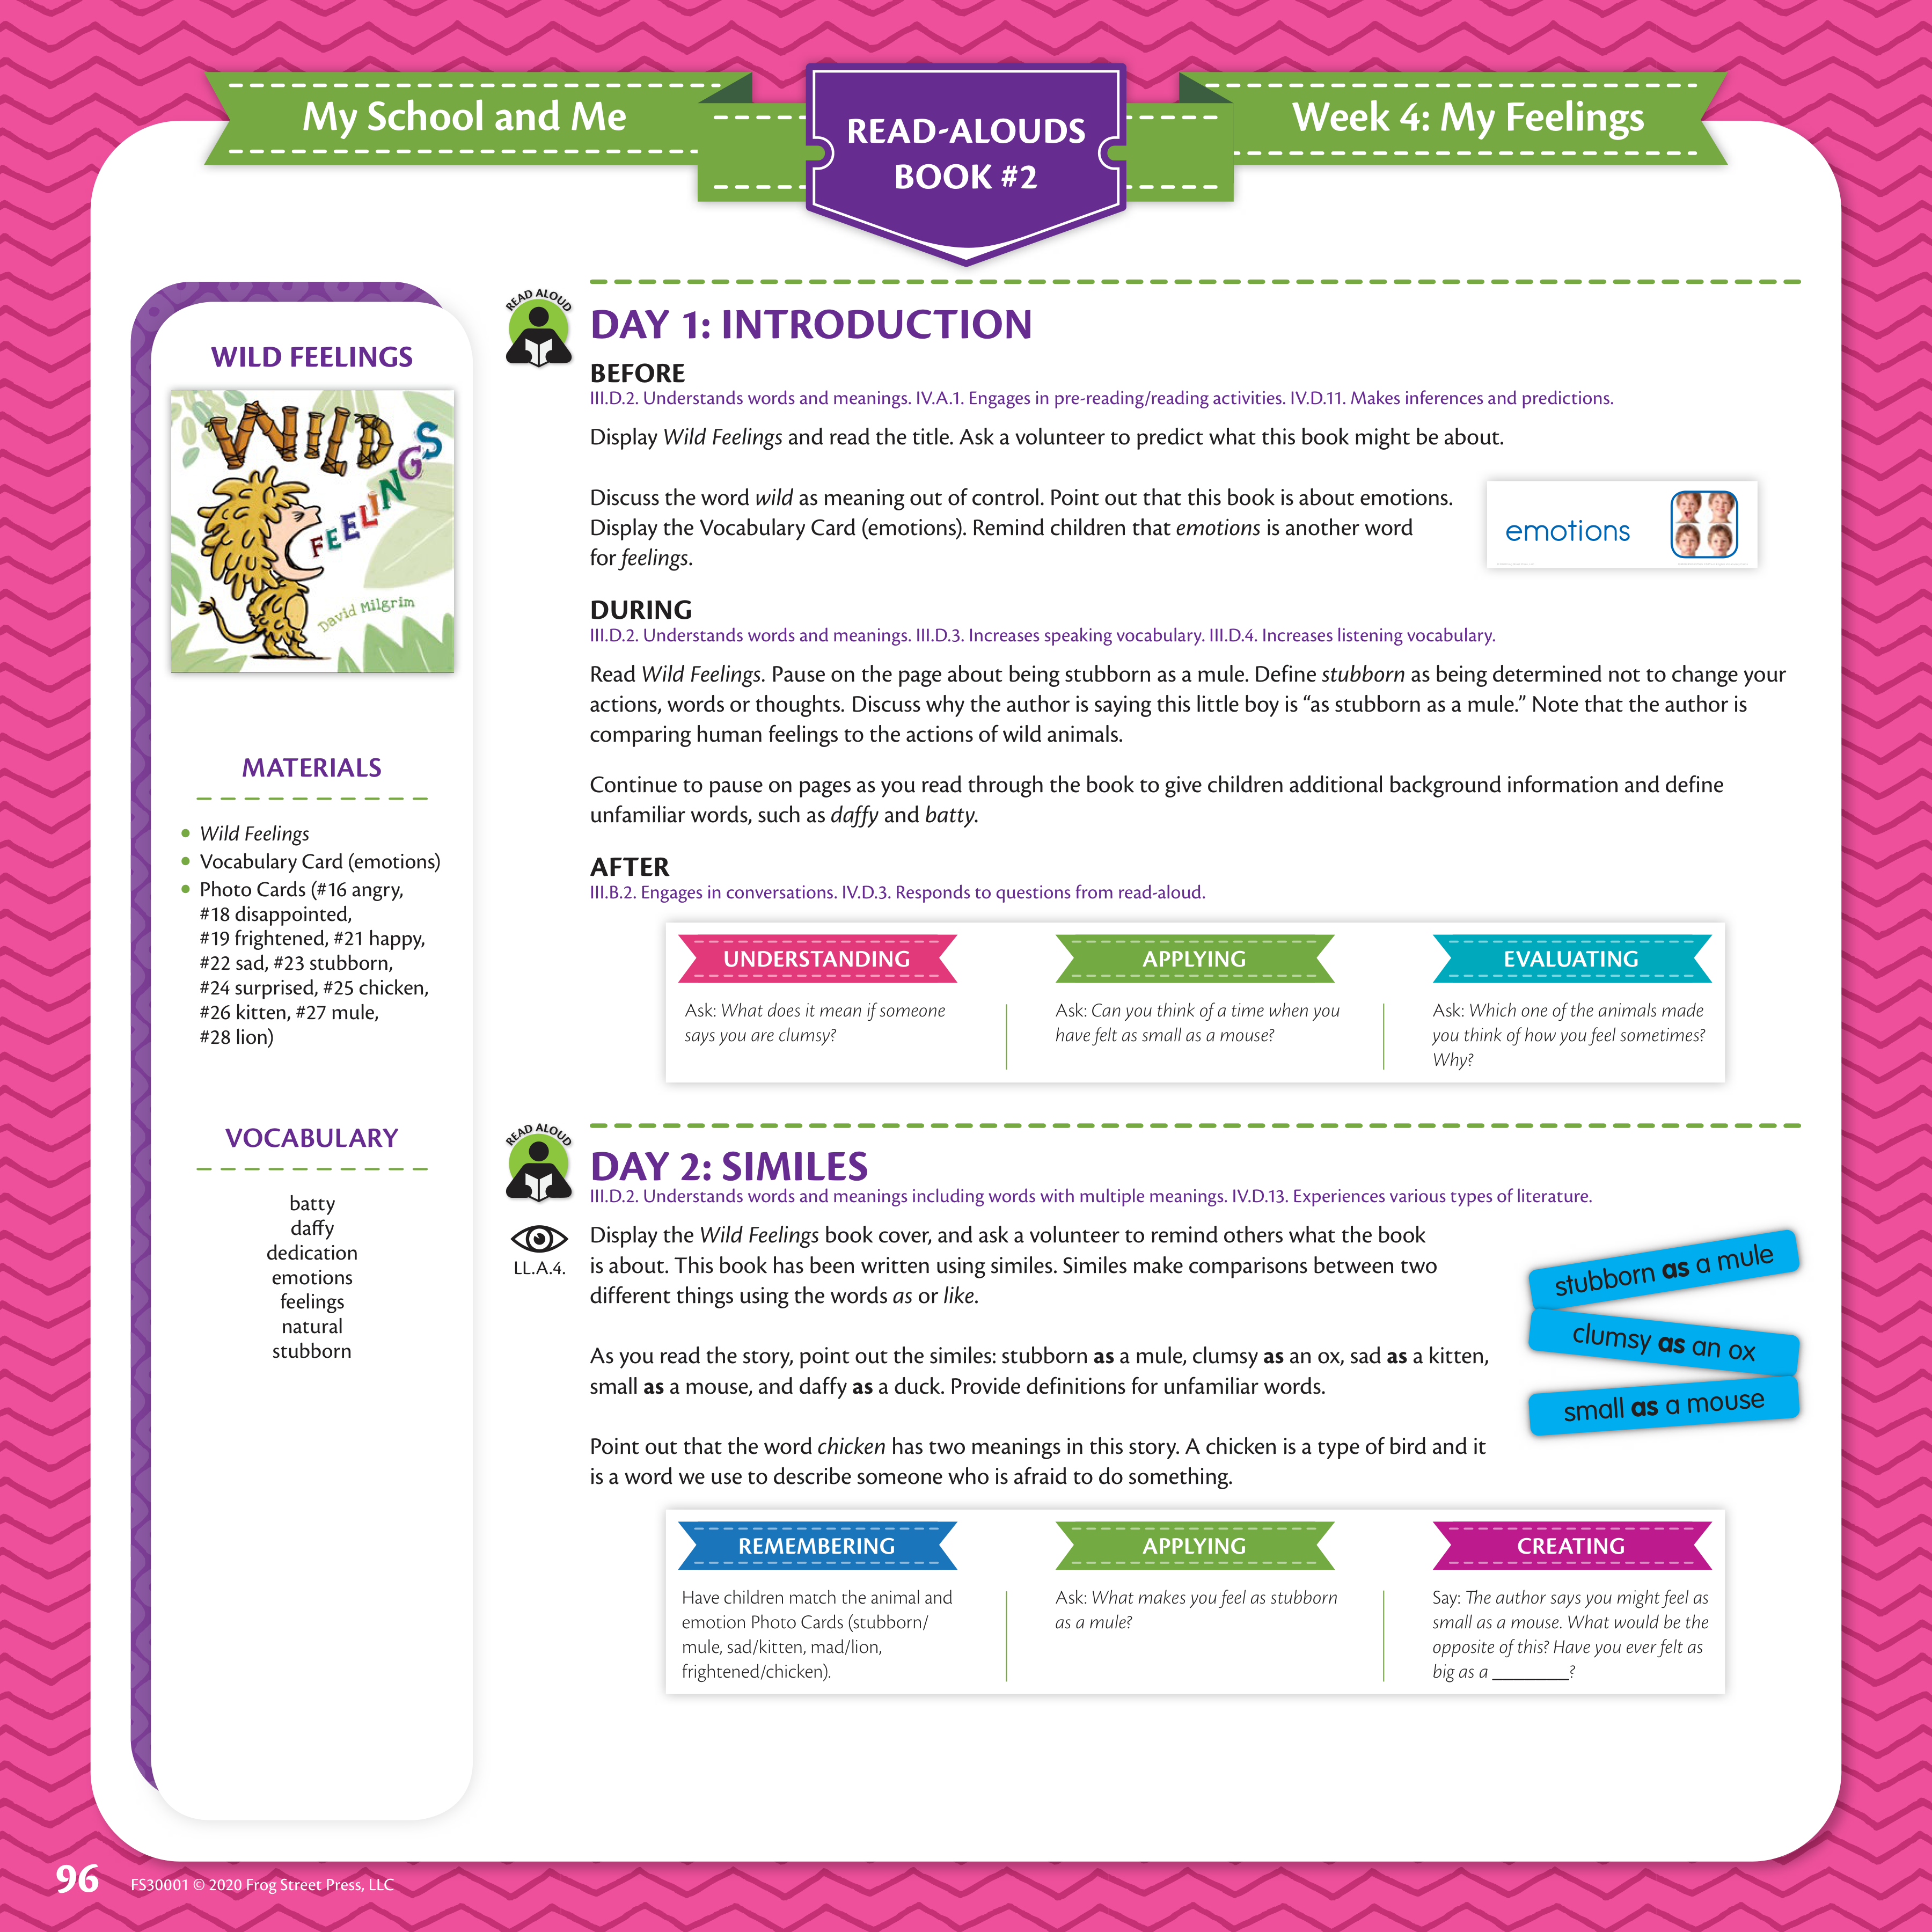 My School and Me
READ-ALOUDS
BOOK #2
Week 4: My Feelings
WILD FEELINGS
WILD
FEELINGS
David Milgrim
MATERIALS
• Wild Feelings
• Vocabulary Card (emotions)
• Photo Cards (#16 angry,
#18 disappointed,
#19 frightened, #21 happy,
#22 sad, #23 stubborn,
#24 surprised, #25 chicken,
#26 kitten, #27 mule,
#28 lion)
VOCABULARY
batty
daffy
dedication
emotions
feelings
natural
stubborn
READ ALOUD
DAY 1: INTRODUCTION
BEFORE
III.D.2. Understands words and meanings. IV.A.1. Engages in pre-reading/reading activities. IV.D.11. Makes inferences and predictions.
Display Wild Feelings and read the title. Ask a volunteer to predict what this book might be about.
Discuss the word wild as meaning out of control. Point out that this book is about emotions.
Display the Vocabulary Card (emotions). Remind children that emotions is another word
for feelings.
emotions
DURING
III.D.2. Understands words and meanings. III.D.3. Increases speaking vocabulary. III.D.4. Increases listening vocabulary.
Read Wild Feelings. Pause on the page about being stubborn as a mule. Define stubborn as being determined not to change your
actions, words or thoughts. Discuss why the author is saying this little boy is “as stubborn as a mule.” Note that the author is
comparing human feelings to the actions of wild animals.
Continue to pause on pages as you read through the book to give children additional background information and define
unfamiliar words, such as daffy and batty.
AFTER
III.B.2. Engages in conversations. IV.D.3. Responds to questions from read-aloud.
UNDERSTANDING
Ask: What does it mean if someone
says you are clumsy?
APPLYING
Ask: Can you think of a time when you
have felt as small as a mouse?
EVALUATING
Ask: Which one of the animals made
you think of how you feel sometimes?
Why?
READ ALOUD
DAY 2: SIMILES
III.D.2. Understands words and meanings including words with multiple meanings. IV.D.13. Experiences various types of literature.
LL.A.4.
Display the Wild Feelings book cover, and ask a volunteer to remind others what the book
is about. This book has been written using similes. Similes make comparisons between two
different things using the words as or like.
As you read the story, point out the similes: stubborn as a mule, clumsy as an ox, sad as a kitten,
small as a mouse, and daffy as a duck. Provide definitions for unfamiliar words.
Point out that the word chicken has two meanings in this story. A chicken is a type of bird and it
is a word we use to describe someone who is afraid to do something.
stubborn as a mule
clumsy as an ox
small as a mouse
REMEMBERING
Have children match the animal and
emotion Photo Cards (stubborn/
mule, sad/kitten, mad/lion,
frightened/chicken).
APPLYING
Ask: What makes you feel as stubborn
as a mule?
CREATING
Say: The author says you might feel as
small as a mouse. What would be the
opposite of this? Have you ever felt as
big as a ________?
96
FS30001 © 2020 Frog Street Press, LLC